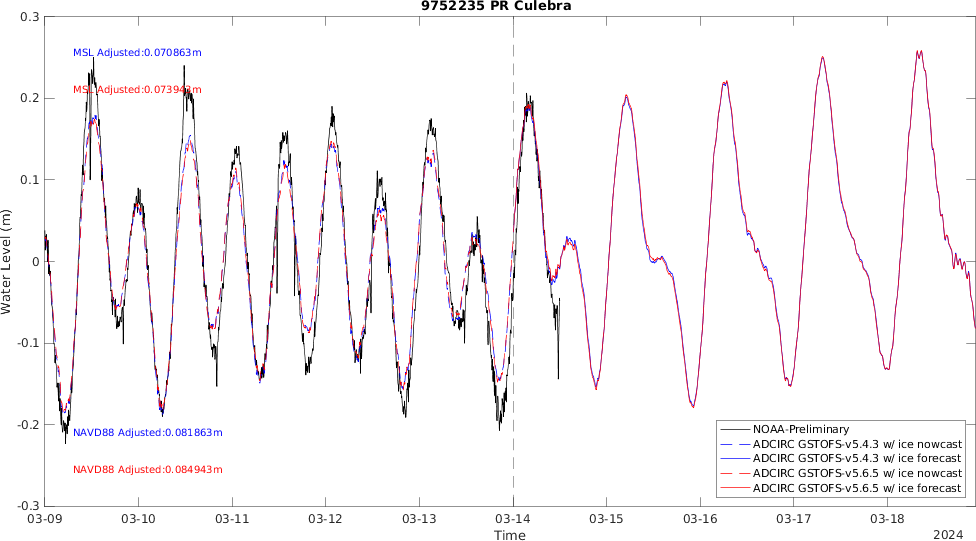 9752235 PR Culebra
0.3
MSL Adjusted:0.070863m
MSL Adjusted:0.073943m
0.2
0.1
0
-0.1
-0.2
-0.3
Water Level (m)
NAVD88 Adjusted:0.081863m
NAVD88 Adjusted:0.084943m
NOAA-Preliminary
ADCIRC GSTOFS-v5.4.3 w/ ice nowcast
ADCIRC GSTOFS-v5.4.3 w/ ice forecast
ADCIRC GSTOFS-v5.6.5 w/ ice nowcast
ADCIRC GSTOFS-v5.6.5 w/ ice forecast
03-09 03-10 03-11 03-12 03-13 03-14 03-15 03-16 03-17 03-18
Time
2024